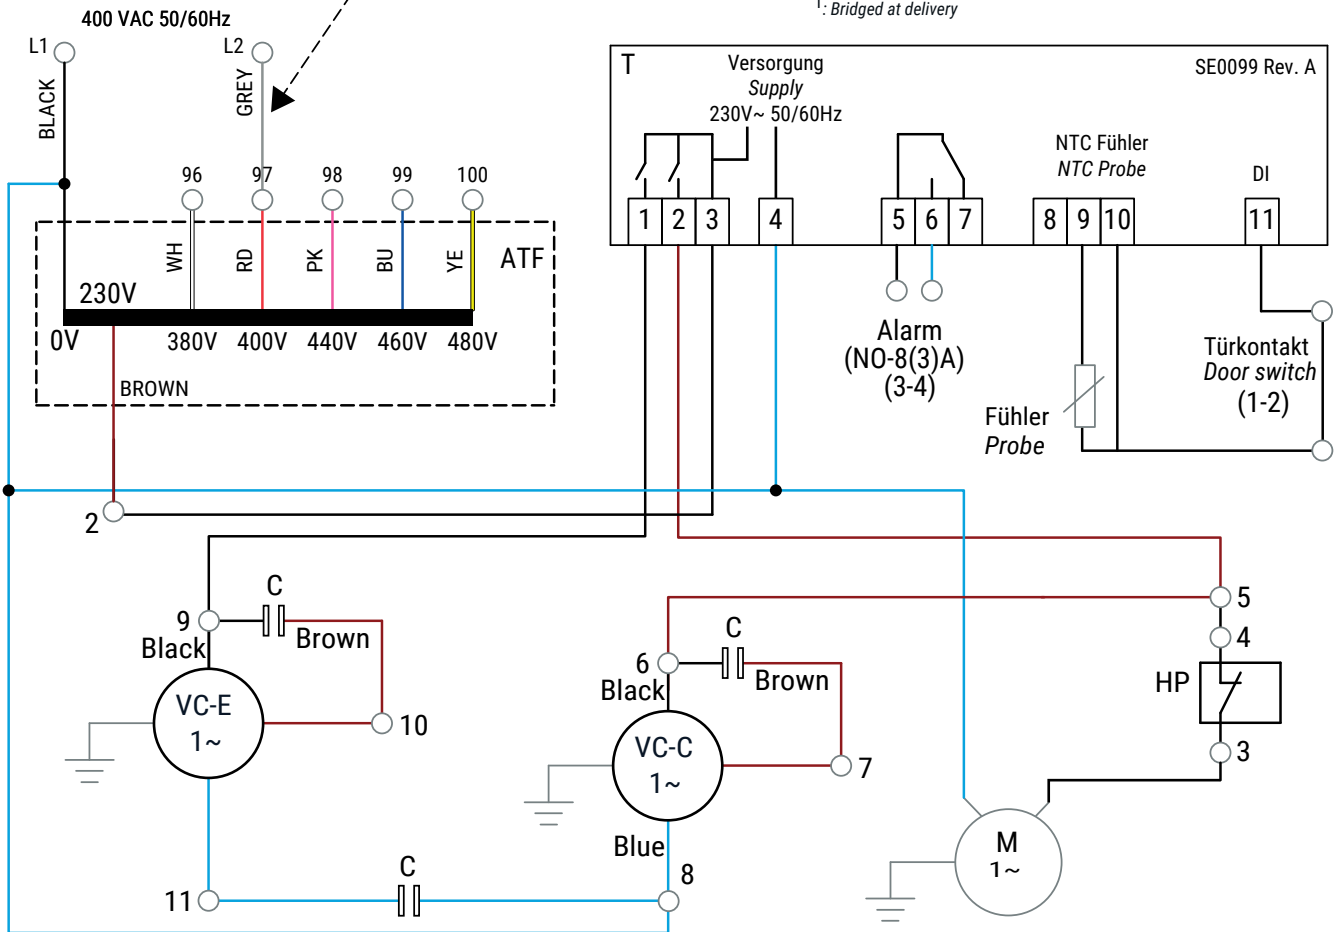 400 VAC 50/60Hz
1: Bridged at delivery
L1
L2
BLACK
GREY
T
Versorgung
Supply
230V~ 50/60Hz
SE0099 Rev. A
NTC Fühler
NTC Probe
DI
96
97
98
99
100
1
2
3
4
5
6
7
8
9
10
11
WH
RD
PK
BU
YE
ATF
230V
0V
380V
400V
440V
460V
480V
BROWN
Alarm
(NO-8(3)A)
(3-4)
Fühler
Probe
Türkontakt
Door switch
(1-2)
2
9
C
Black
Brown
VC-E
1~
10
6
C
Black
Brown
VC-C
1~
7
5
4
HP
3
Blue
M
1~
11
C
8